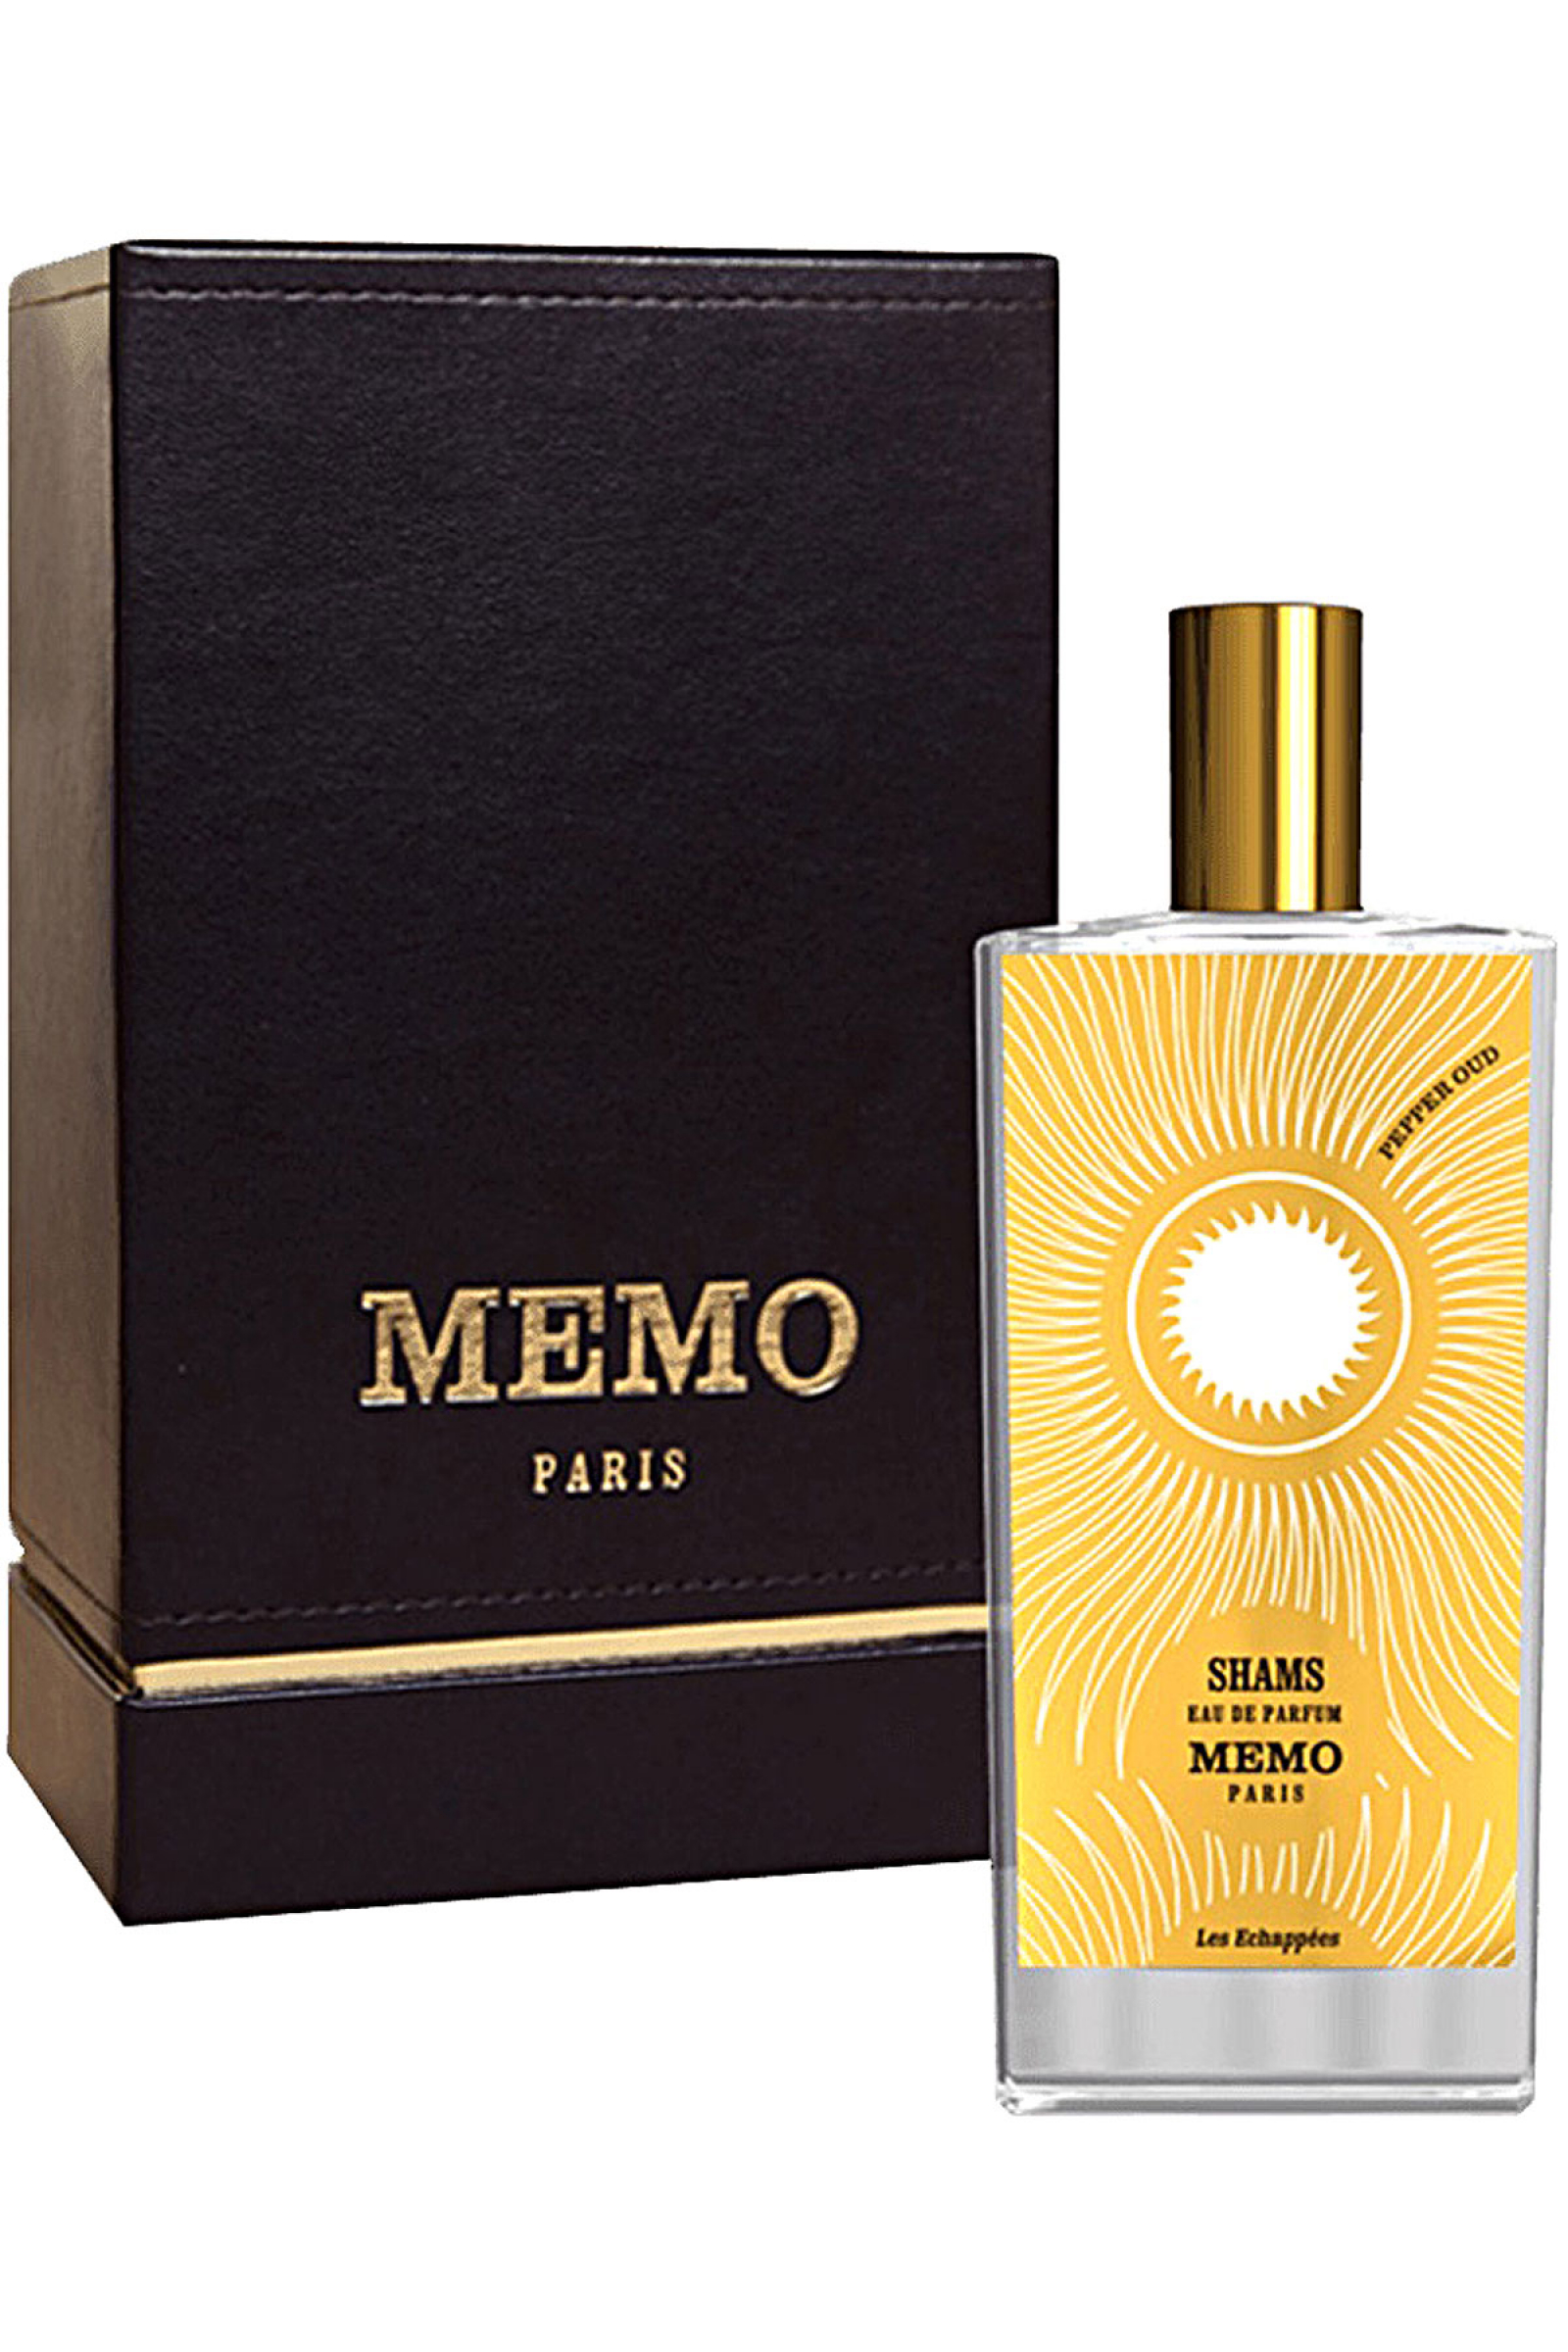 MEMO
PARIS
PEPPER OUD
SHAMS
EAU DE PARFUM
MEMO
PARIS
Les Echappées